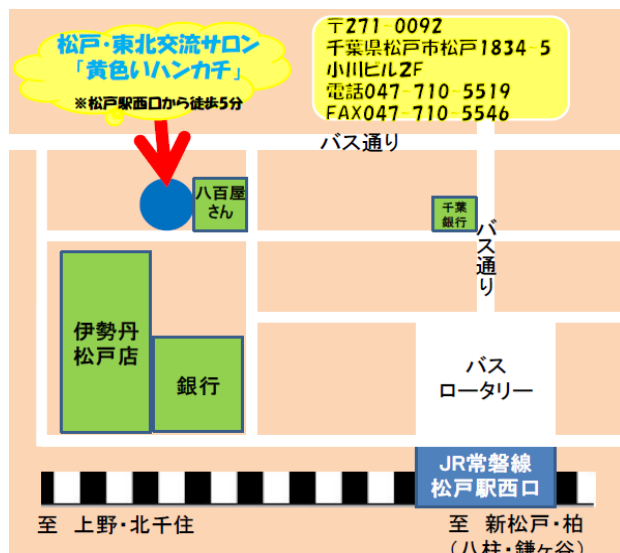 松戸・東北交流サロン
「黄色いハンカチ」
※松戸駅西口から徒歩5分
〒271-0092
千葉県松戸市松戸1834-5
小川ビル2F
電話047-710-5519
FAX047-710-5546
バス通り
八百屋
さん
千葉
銀行
バス通り
伊勢丹
松戸店
銀行
バス
ロータリー
JR常磐線
松戸駅西口
至 上野・北千住
至 新松戸・柏
(八柱・鎌ヶ谷)